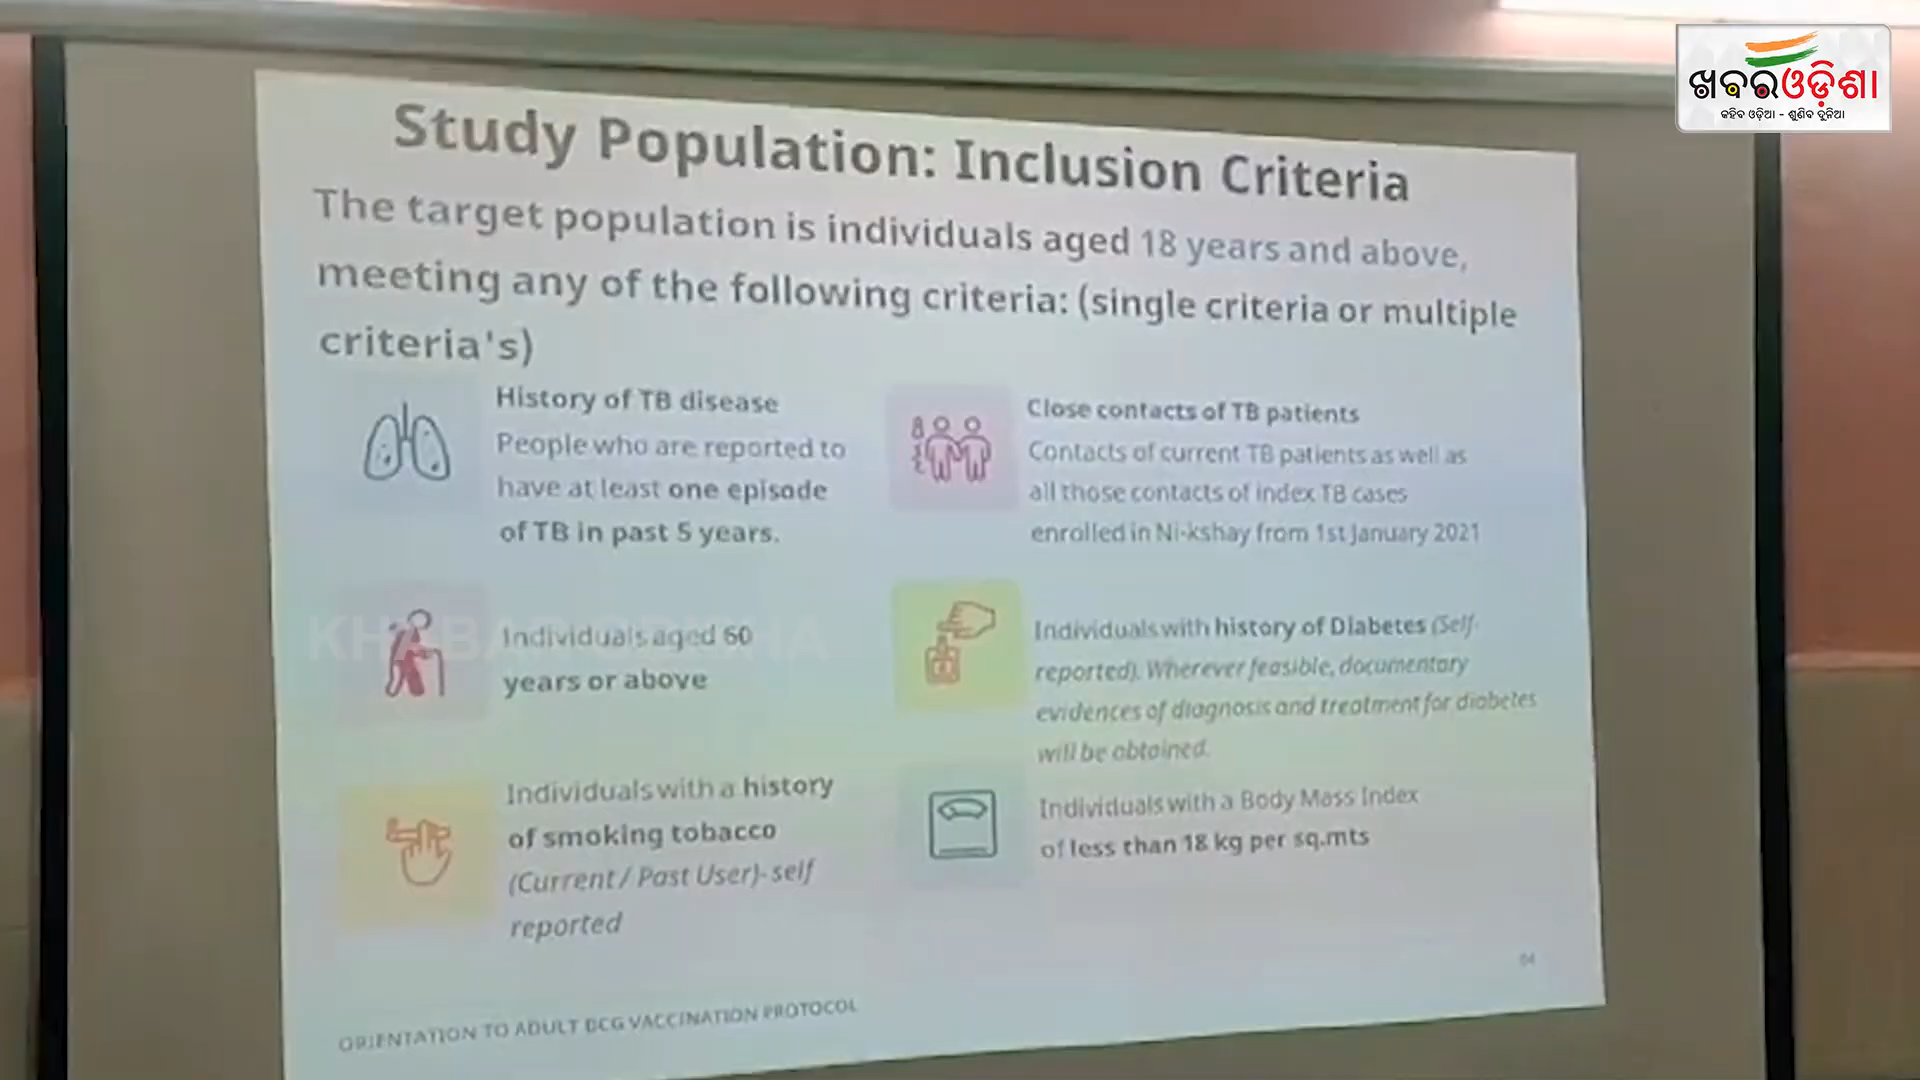 ଖବରଓଡ଼ିଶା
କହିବ ଓଡ଼ିଆ - ଶୁଣିବ ଦୁନିଆ
Study Population: Inclusion Criteria
The target population is individuals aged 18 years and above,
meeting any of the following criteria: (single criteria or multiple
criteria's)
History of TB disease
People who are reported to
have at least one episode
of TB in past 5 years.
Close contacts of TB patients
Contacts of current TB patients as well as
all those contacts of index TB cases
enrolled in Ni-kshay from 1st January 2021
KHABAR ODISHA
Individuals aged 60
years or above
Individuals with history of Diabetes (Self-
reported). Wherever feasible, documentary
evidences of diagnosis and treatment for diabetes
will be obtained.
Individuals with a history
of smoking tobacco
(Current / Past User)- self
reported
Individuals with a Body Mass Index
of less than 18 kg per sq.mts
ORIENTATION TO ADULT BCG VACCINATION PROTOCOL